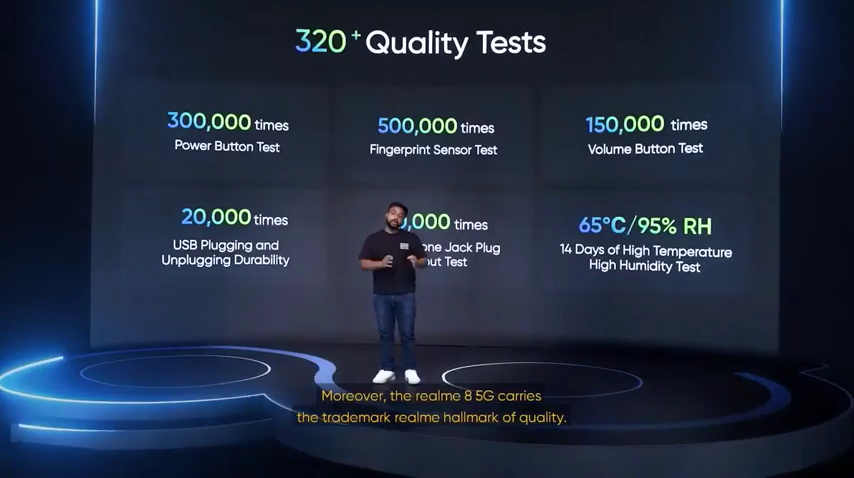 320+ Quality Tests
300,000 times
Power Button Test
500,000 times
Fingerprint Sensor Test
150,000 times
Volume Button Test
20,000 times
USB Plugging and
Unplugging Durability
,000 times
Jack Plug
Test
65°C/95% RH
14 Days of High Temperature
High Humidity Test
Moreover, the realme 8 5G carries
the trademark realme hallmark of quality.